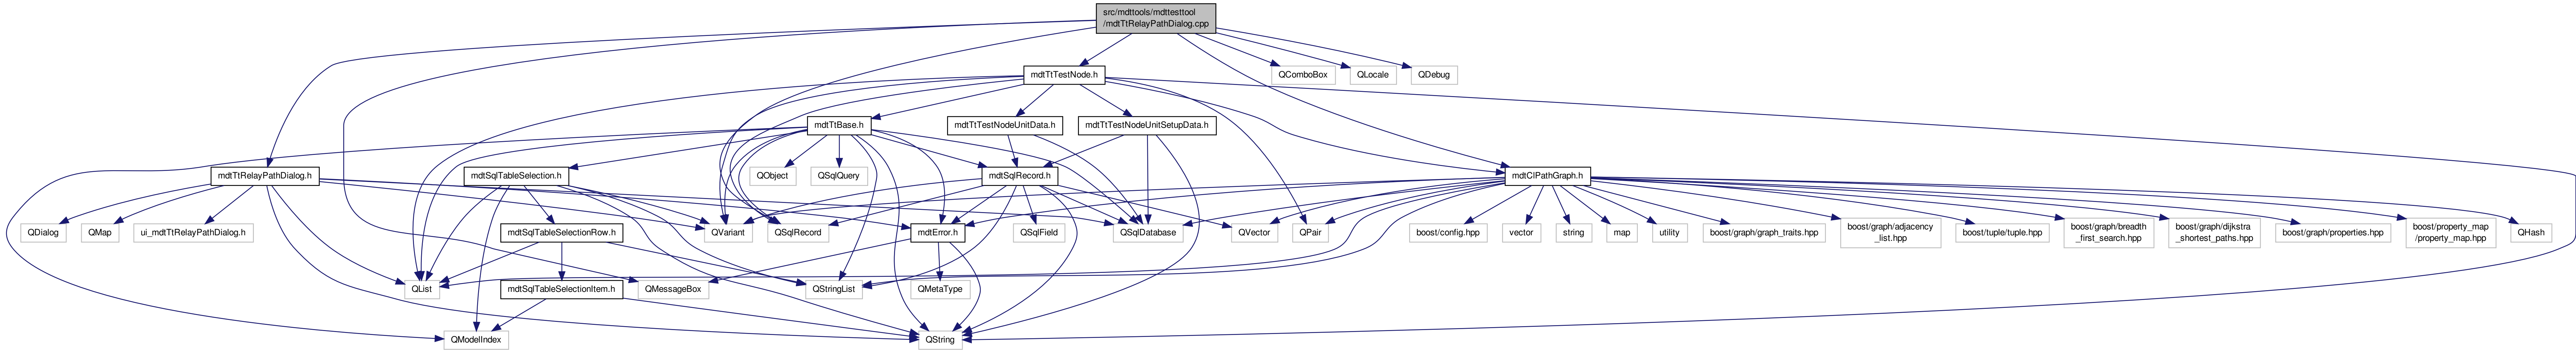 src/mdttools/mdttesttool
/mdtTtRelayPathDialog.cpp
mdtTtTestNode.h
QComboBox
QLocale
QDebug
mdtTtBase.h
mdtTtTestNodeUnitData.h
mdtTtTestNodeUnitSetupData.h
mdtTtRelayPathDialog.h
mdtSqlTableSelection.h
QObject
QSqlQuery
mdtSqlRecord.h
mdtClPathGraph.h
QDialog
QMap
ui_mdtTtRelayPathDialog.h
mdtSqlTableSelectionRow.h
QVariant
QSqlRecord
mdtError.h
QSqlField
QSqlDatabase
QVector
QPair
boost/config.hpp
vector
string
map
utility
boost/graph/graph_traits.hpp
boost/graph/adjacency
_list.hpp
boost/tuple/tuple.hpp
boost/graph/breadth
_first_search.hpp
boost/graph/dijkstra
_shortest_paths.hpp
boost/graph/properties.hpp
boost/property_map
/property_map.hpp
QHash
QList
mdtSqlTableSelectionItem.h
QMessageBox
QStringList
QMetaType
QModelIndex
QString